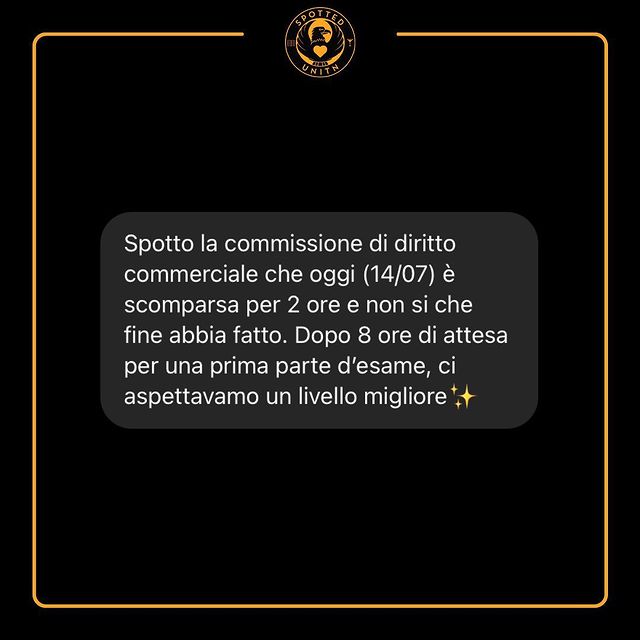 SPOTTED
UNITN
Spotto la commissione di diritto
commerciale che oggi (14/07) è
scomparsa per 2 ore e non si che
fine abbia fatto. Dopo 8 ore di attesa
per una prima parte d'esame, ci
aspettavamo un livello migliore✨